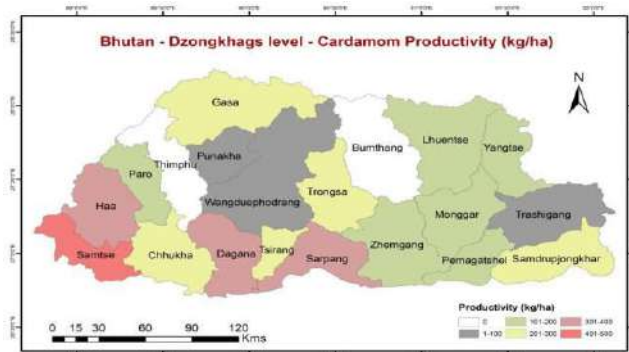 Bhutan - Dzongkhags level - Cardamom Productivity (kg/ha)
N
Gasa
Bumthang
Lhuentse
Yangtse
Punakha
Thimphu
Paro
Trongsa
Haa
Wangduephodrang
Monggar
Trashigang
Samtse
Chhukha
Dagana
Tsirang
Sarpang
Zhemgang
Pemagatshel
Samdrupjongkhar
Productivity (kg/ha)
0
101-200
301-400
1-100
201-300
401-500
0 15 30 60 90 120
Kms